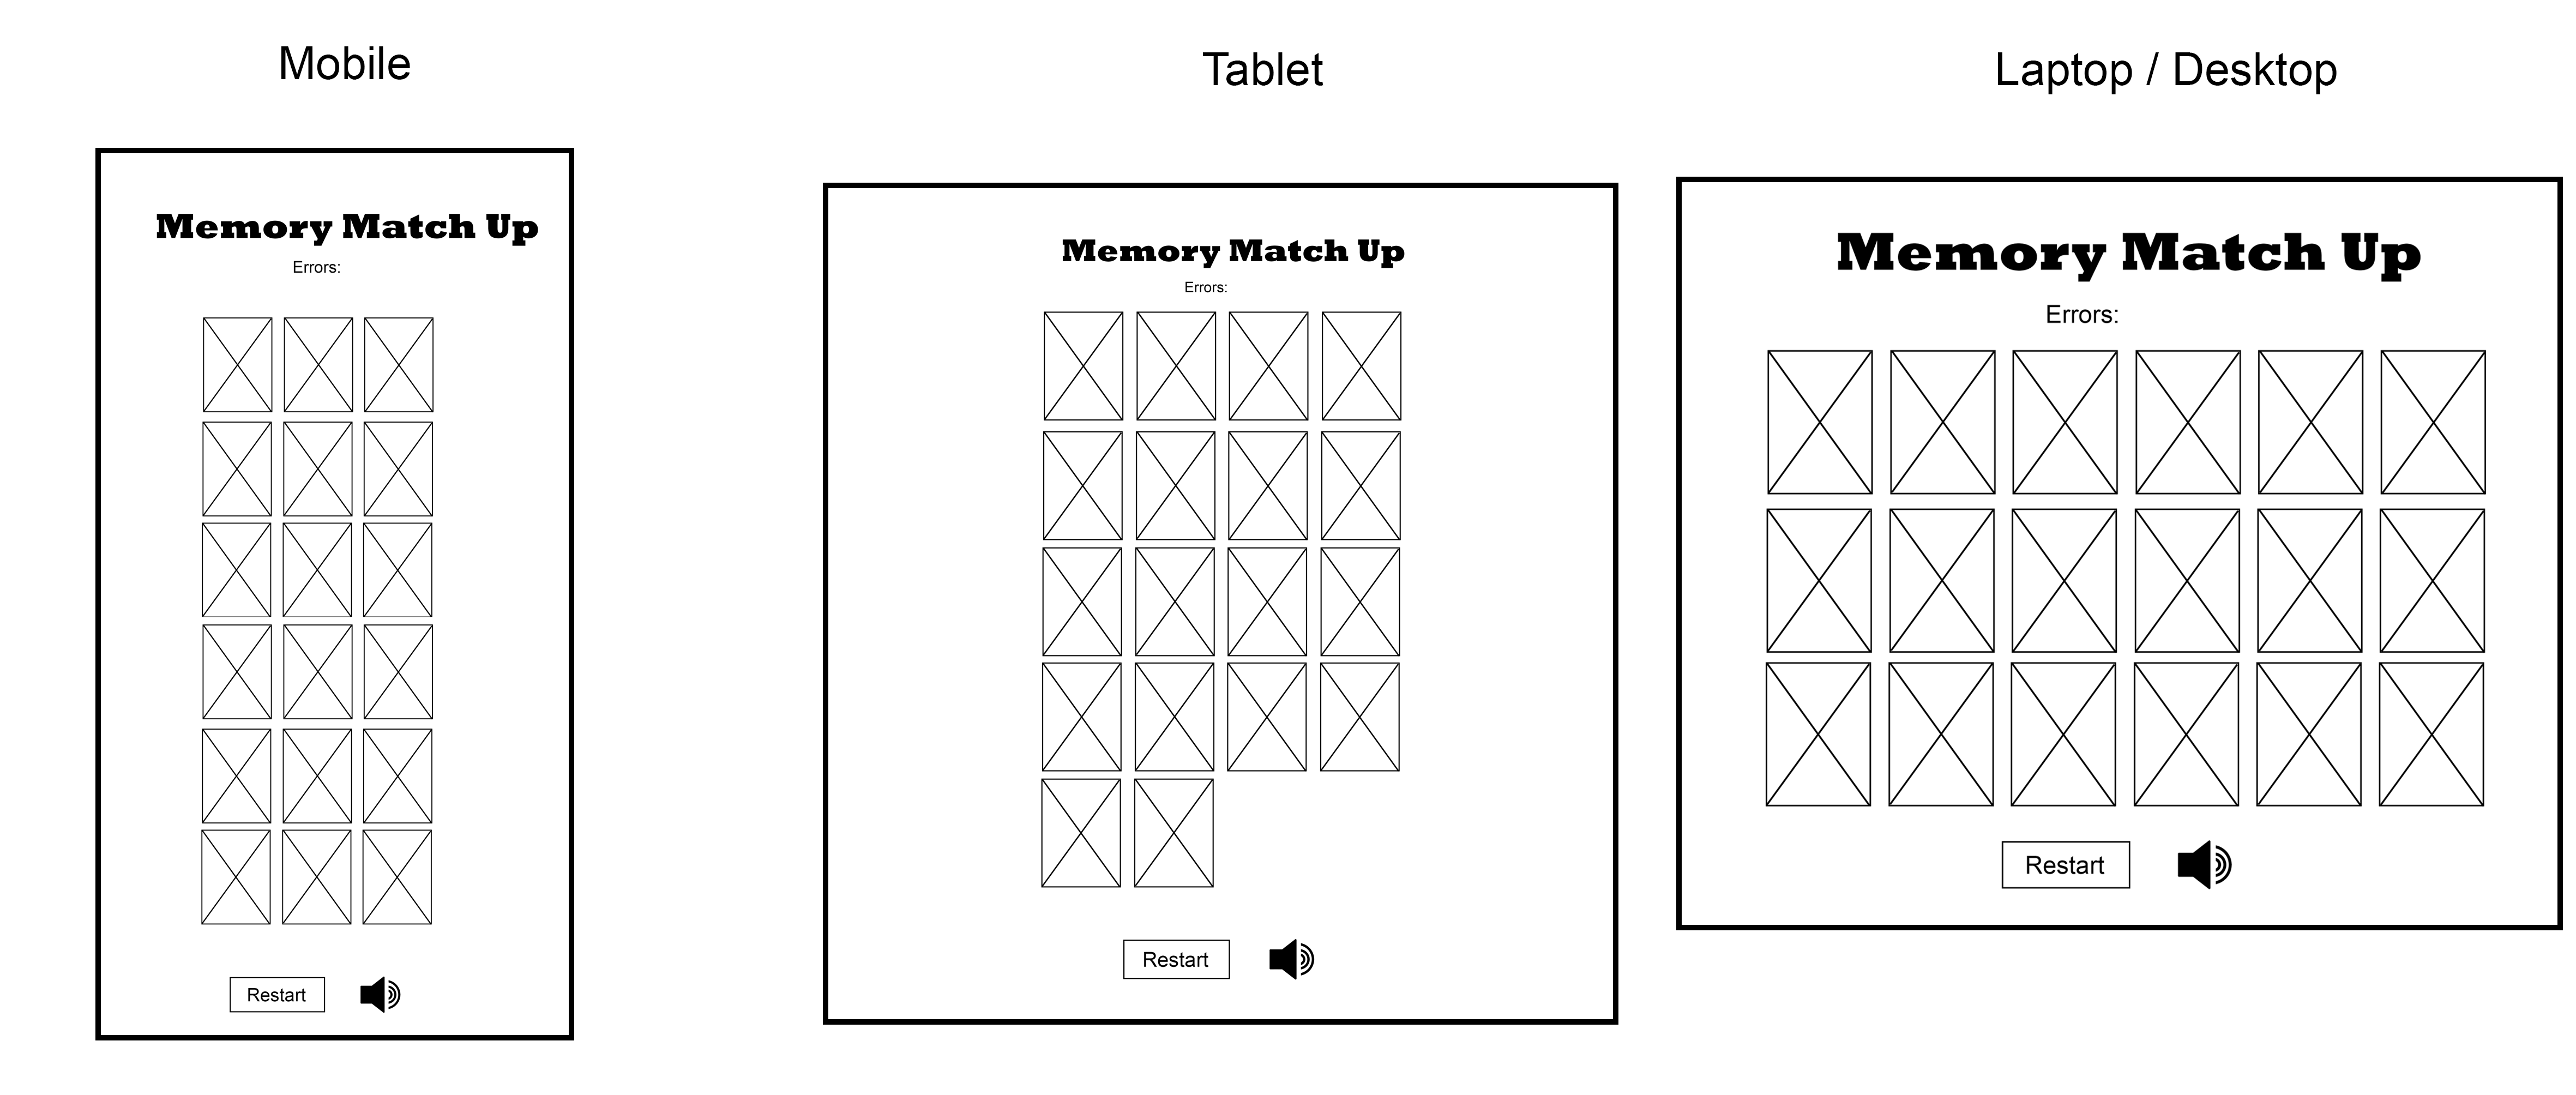 Mobile
Memory Match Up
Errors:
Restart
Tablet
Memory Match Up
Errors:
Restart
Laptop / Desktop
Memory Match Up
Errors:
Restart